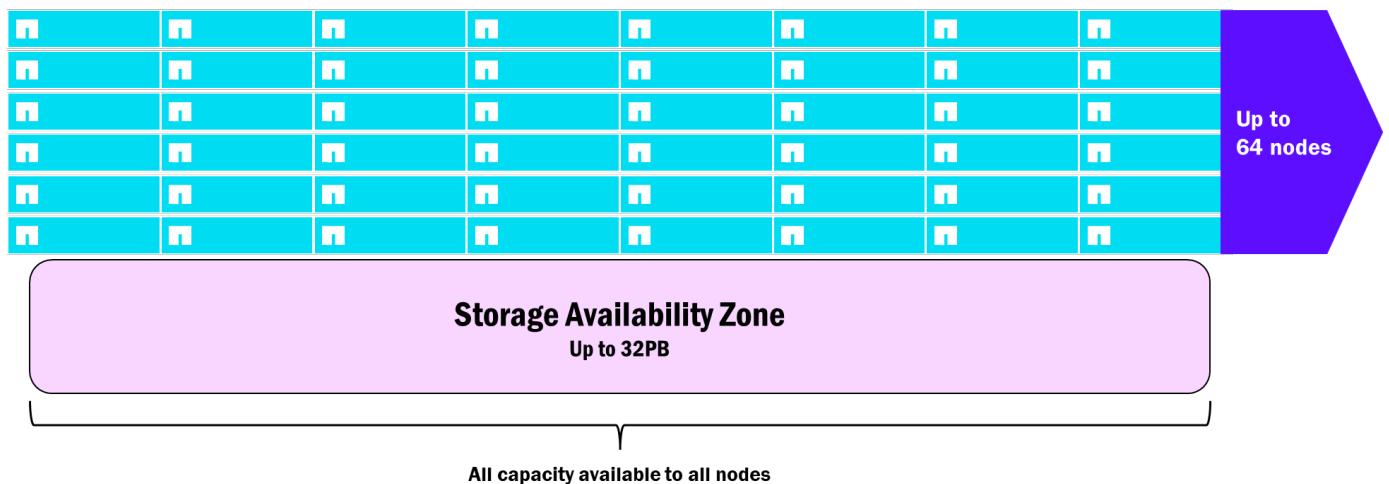 Up to
64 nodes
Storage Availability Zone
Up to 32PB
All capacity available to all nodes